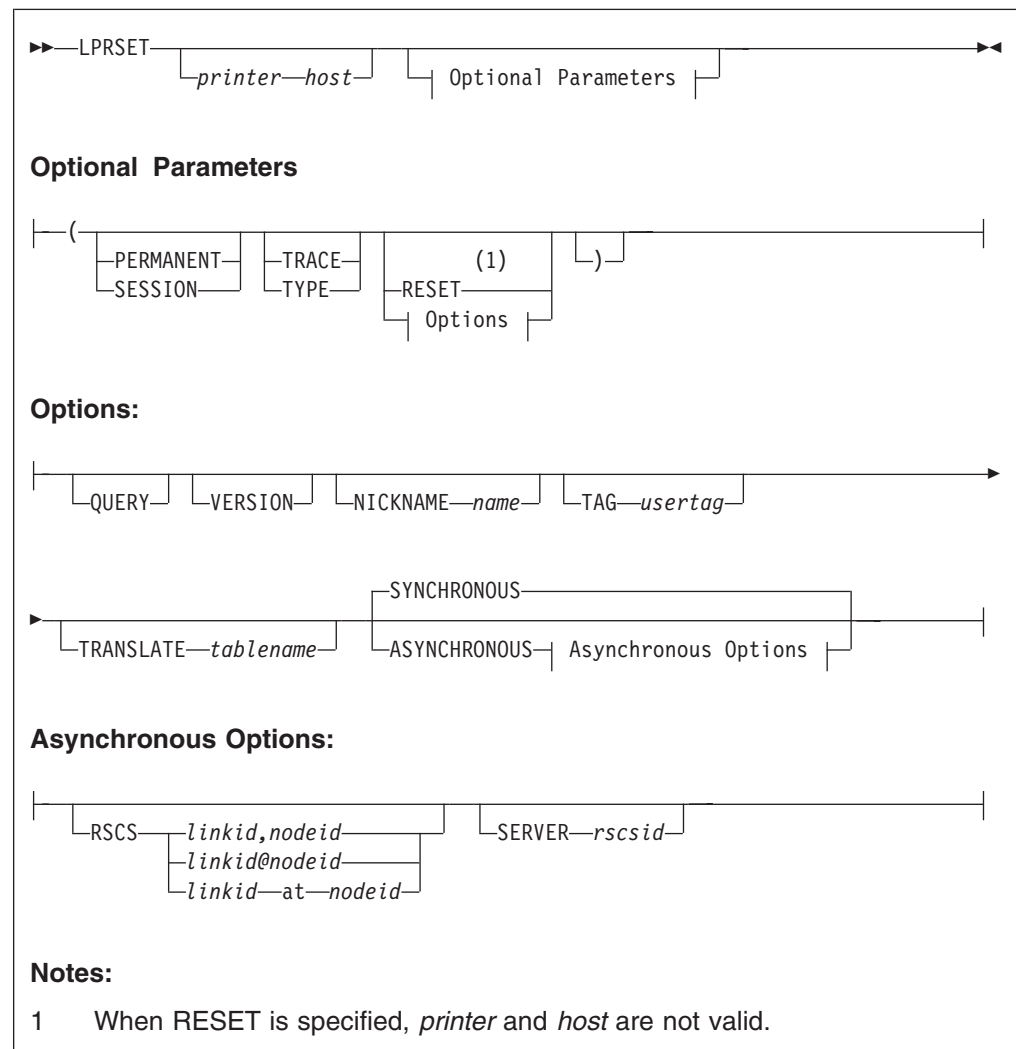 LPRSET
printer host Optional Parameters
Optional Parameters
(
PERMANENT TRACE (1) )
SESSION TYPE RESET
Options
Options:
QUERY VERSION NICKNAME name TAG usertag
SYNCHRONOUS
TRANSLATE tablename ASYNCHRONOUS Asynchronous Options
Asynchronous Options:
RSCS linkid,nodeid SERVER rscsid
linkid@nodeid
linkid at nodeid
Notes:
1 When RESET is specified, printer and host are not valid.